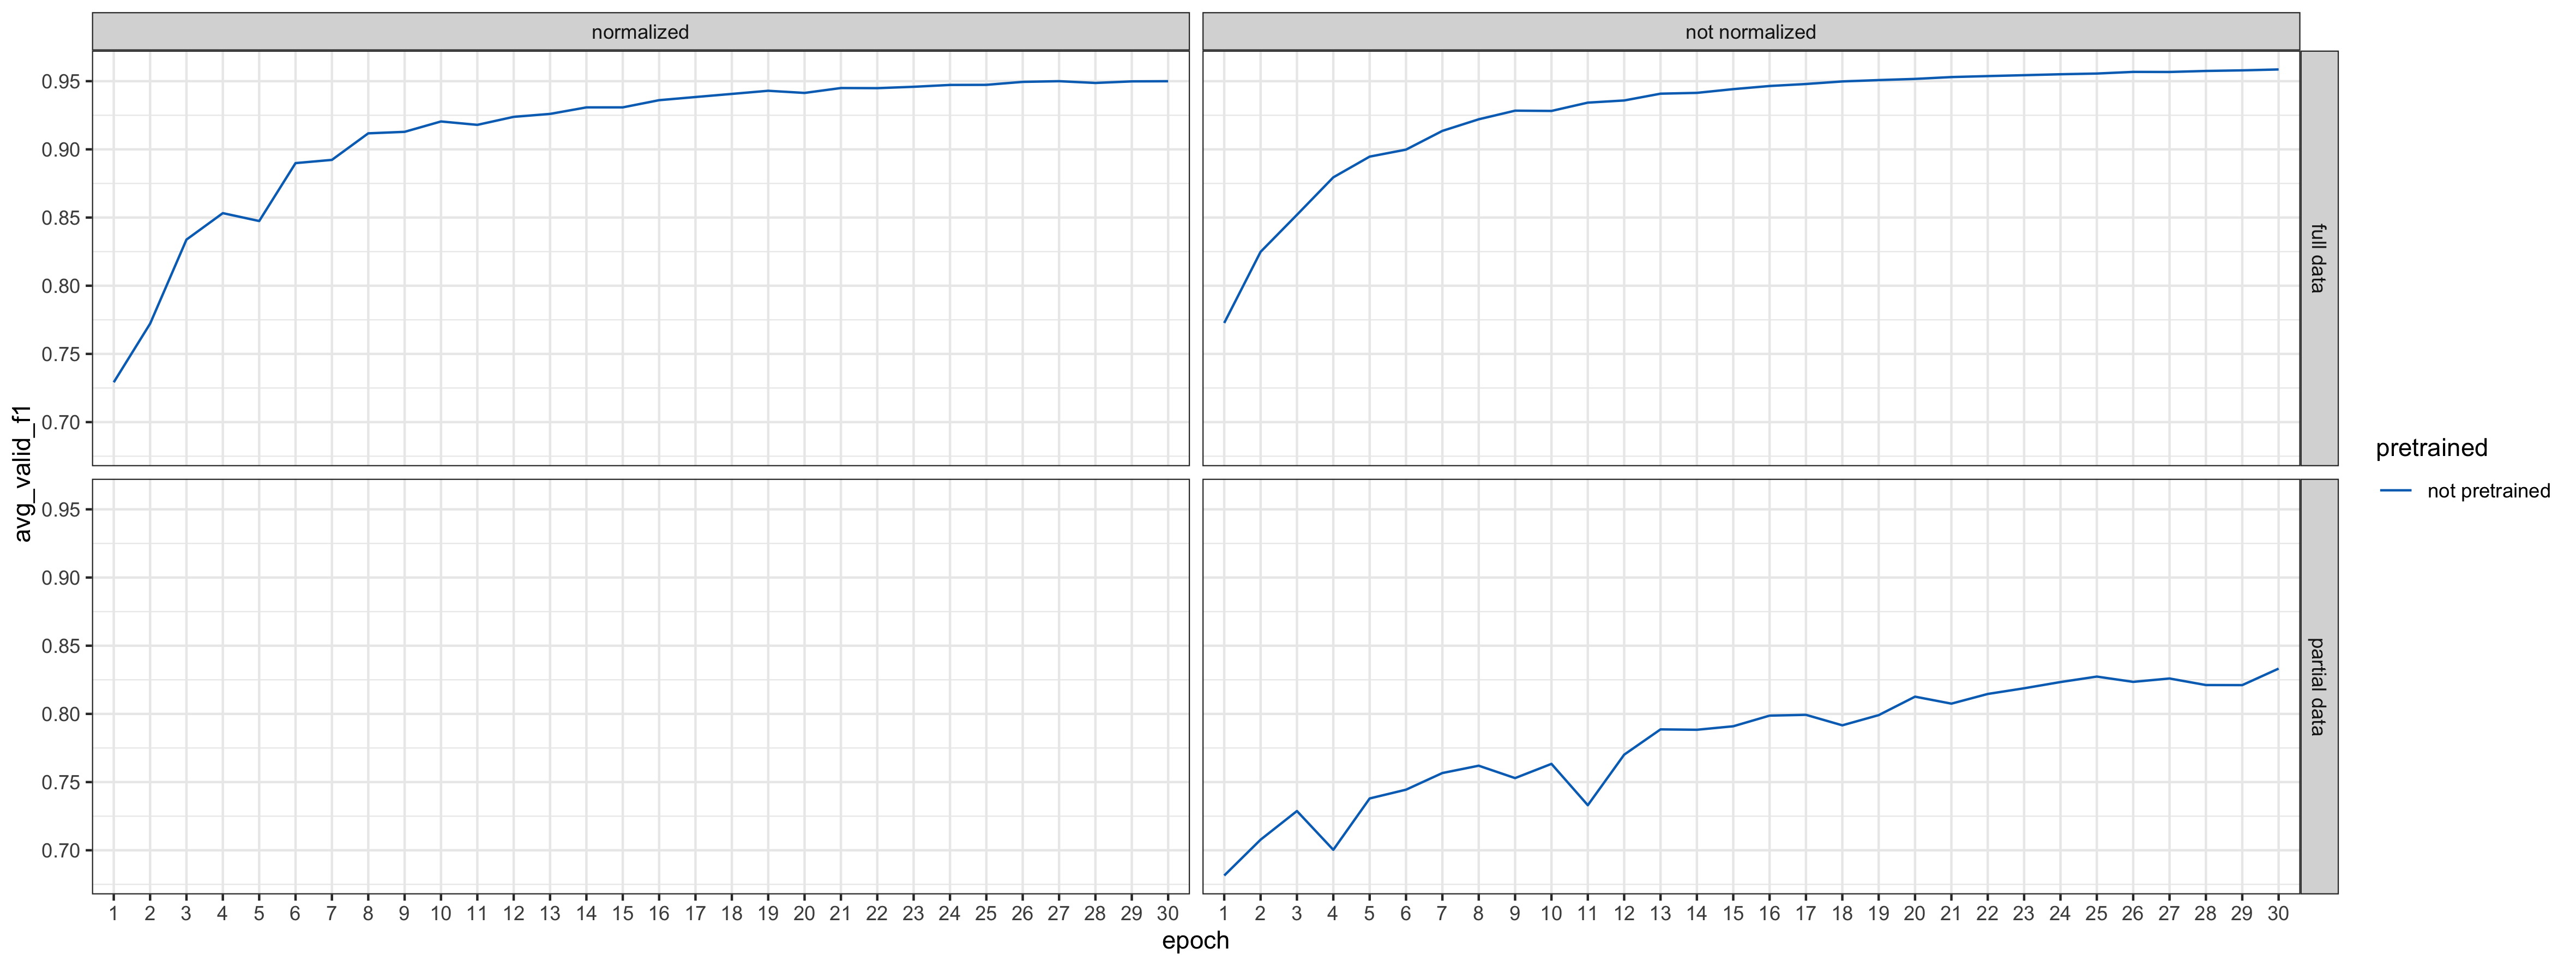 normalized
not normalized
0.95
0.90
0.85
0.80
0.75
0.70
full data
avg_valid_f1
pretrained
not pretrained
0.95
0.90
0.85
0.80
0.75
0.70
partial data
1 2 3 4 5 6 7 8 9 10 11 12 13 14 15 16 17 18 19 20 21 22 23 24 25 26 27 28 29 30
1 2 3 4 5 6 7 8 9 10 11 12 13 14 15 16 17 18 19 20 21 22 23 24 25 26 27 28 29 30
epoch